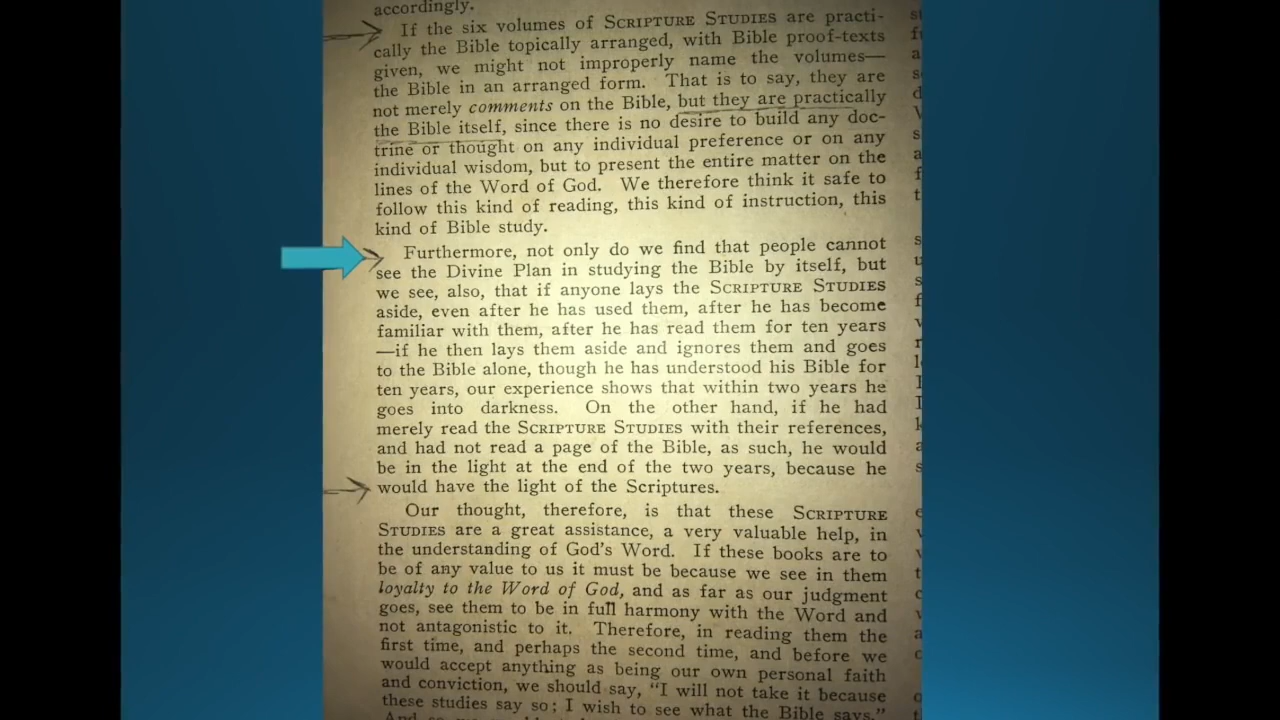 accordingly.
If the six volumes of SCRIPTURE STUDIES are practi-
cally the Bible topically arranged, with Bible proof-texts
given, we might not improperly name the volumes—
the Bible in an arranged form. That is to say, they are
not merely comments on the Bible, but they are practically
the Bible itself, since there is no desire to build any doc-
trine or thought on any individual preference or on any
individual wisdom, but to present the entire matter on the
lines of the Word of God. We therefore think it safe to
follow this kind of reading, this kind of instruction, this
kind of Bible study.
Furthermore, not only do we find that people cannot
see the Divine Plan in studying the Bible by itself, but
we see, also, that if anyone lays the SCRIPTURE STUDIES
aside, even after he has used them, after he has become
familiar with them, after he has read them for ten years
—if he then lays them aside and ignores them and goes
to the Bible alone, though he has understood his Bible for
ten years, our experience shows that within two years he
goes into darkness. On the other hand, if he had
merely read the SCRIPTURE STUDIES with their references,
and had not read a page of the Bible, as such, he would
be in the light at the end of the two years, because he
would have the light of the Scriptures.
Our thought, therefore, is that these SCRIPTURE
STUDIES are a great assistance, a very valuable help, in
the understanding of God's Word. If these books are to
be of any value to us it must be because we see in them
loyalty to the Word of God, and as far as our judgment
goes, see them to be in full harmony with the Word and
not antagonistic to it. Therefore, in reading them the
first time, and perhaps the second time, and before we
would accept anything as being our own personal faith
and conviction, we should say, "I will not take it because
these studies say so; I wish to see what the Bible says."